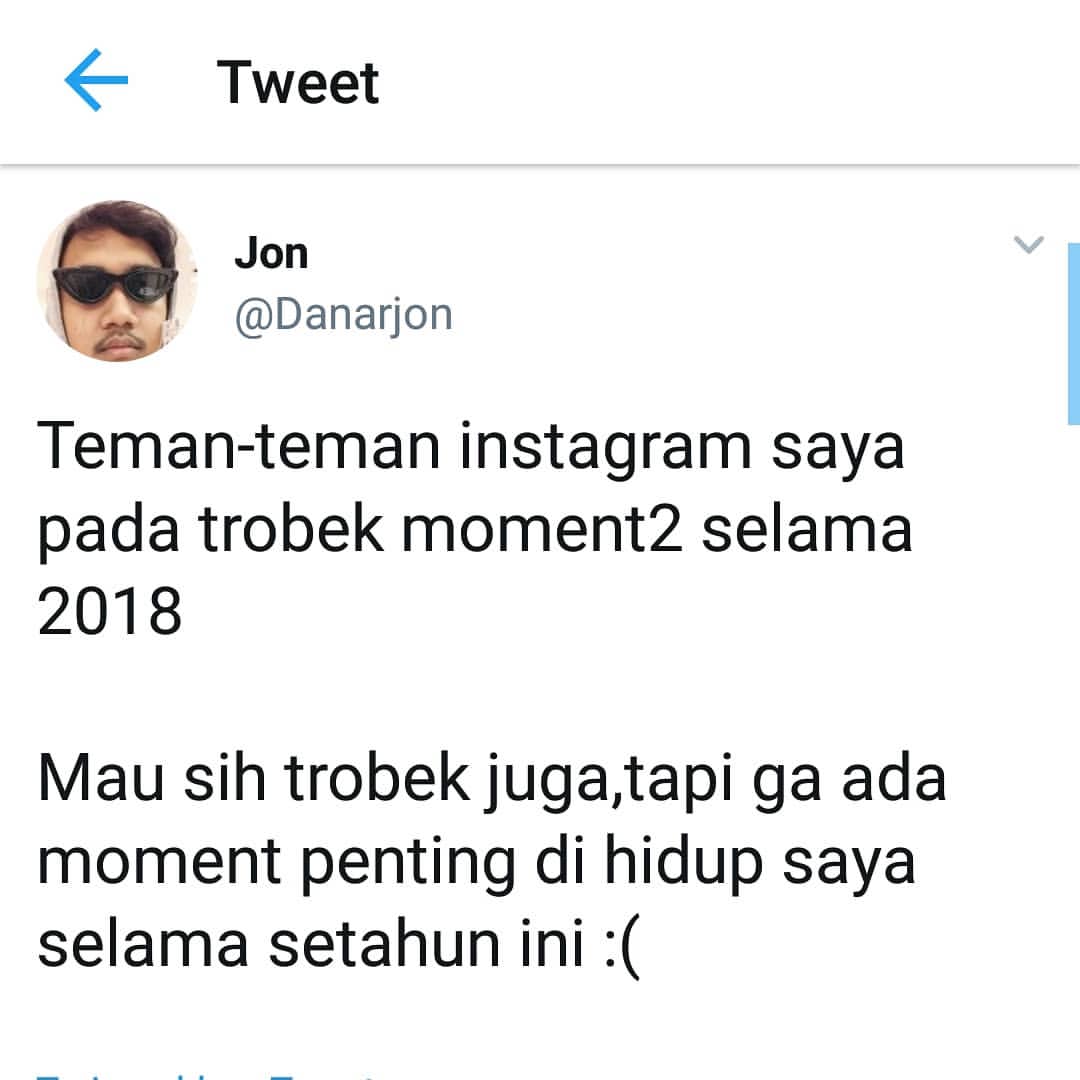 Tweet
Jon
@Danarjon
Teman-teman instagram saya
pada trobek moment2 selama
2018
Mau sih trobek juga,tapi ga ada
moment penting di hidup saya
selama setahun ini :(